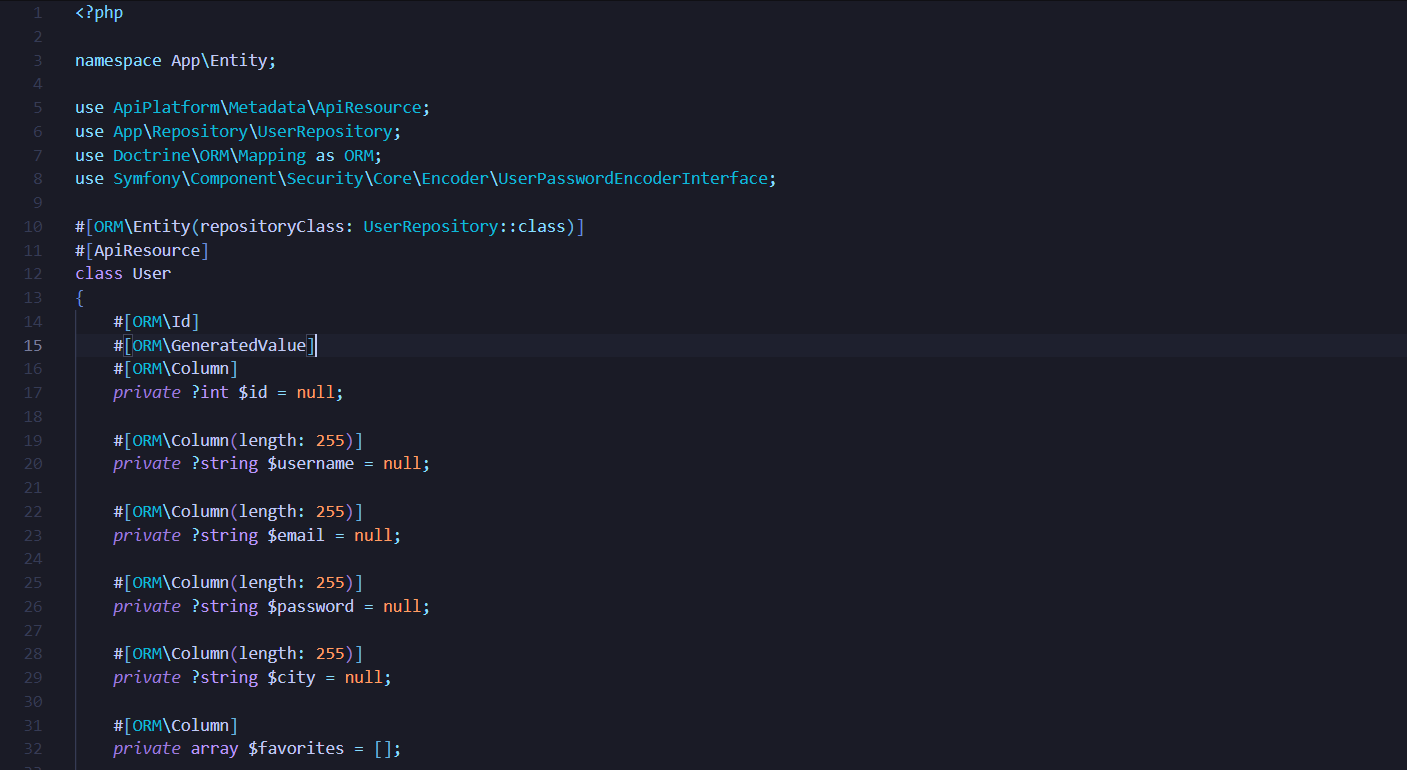 1 <?php
2
3 namespace App\Entity;
4
5 use ApiPlatform\Metadata\ApiResource;
6 use App\Repository\UserRepository;
7 use Doctrine\ORM\Mapping as ORM;
8 use Symfony\Component\Security\Core\Encoder\UserPasswordEncoderInterface;
9
10 #[ORM\Entity(repositoryClass: UserRepository::class)]
11 #[ApiResource]
12 class User
13 {
14 #[ORM\Id]
15 #[ORM\GeneratedValue]
16 #[ORM\Column]
17 private ?int $id = null;
18
19 #[ORM\Column(length: 255)]
20 private ?string $username = null;
21
22 #[ORM\Column(length: 255)]
23 private ?string $email = null;
24
25 #[ORM\Column(length: 255)]
26 private ?string $password = null;
27
28 #[ORM\Column(length: 255)]
29 private ?string $city = null;
30
31 #[ORM\Column]
32 private array $favorites = [];